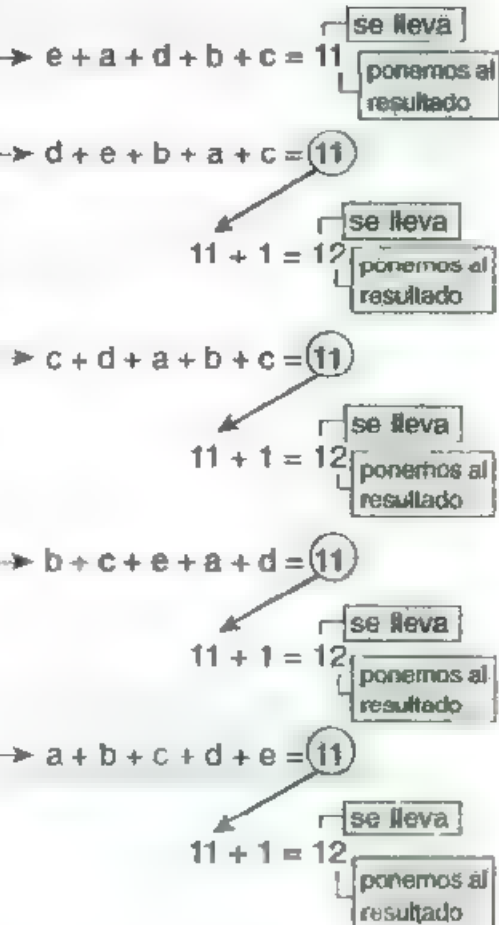 se lleva
→ e + a + d + b + c = 11
ponemos al
resultado
→ d + e + b + a + c = 11
se lleva
11 + 1 = 12
ponemos al
resultado
→ c + d + a + b + c = 11
se lleva
11 + 1 = 12
ponemos al
resultado
→ b + c + e + a + d = 11
se lleva
11 + 1 = 12
ponemos al
resultado
→ a + b + c + d + e = 11
se lleva
11 + 1 = 12
ponemos al
resultado